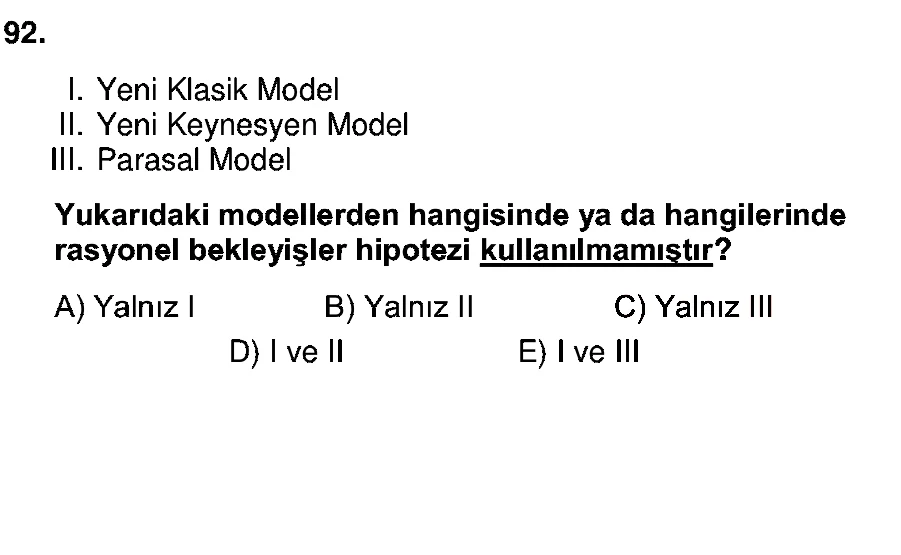 92.
I. Yeni Klasik Model
II. Yeni Keynesyen Model
III. Parasal Model
Yukarıdaki modellerden hangisinde ya da hangilerinde
rasyonel bekleyişler hipotezi kullanılmamıştır?
A) Yalnız I B) Yalnız II C) Yalnız III
D) I ve II E) I ve III